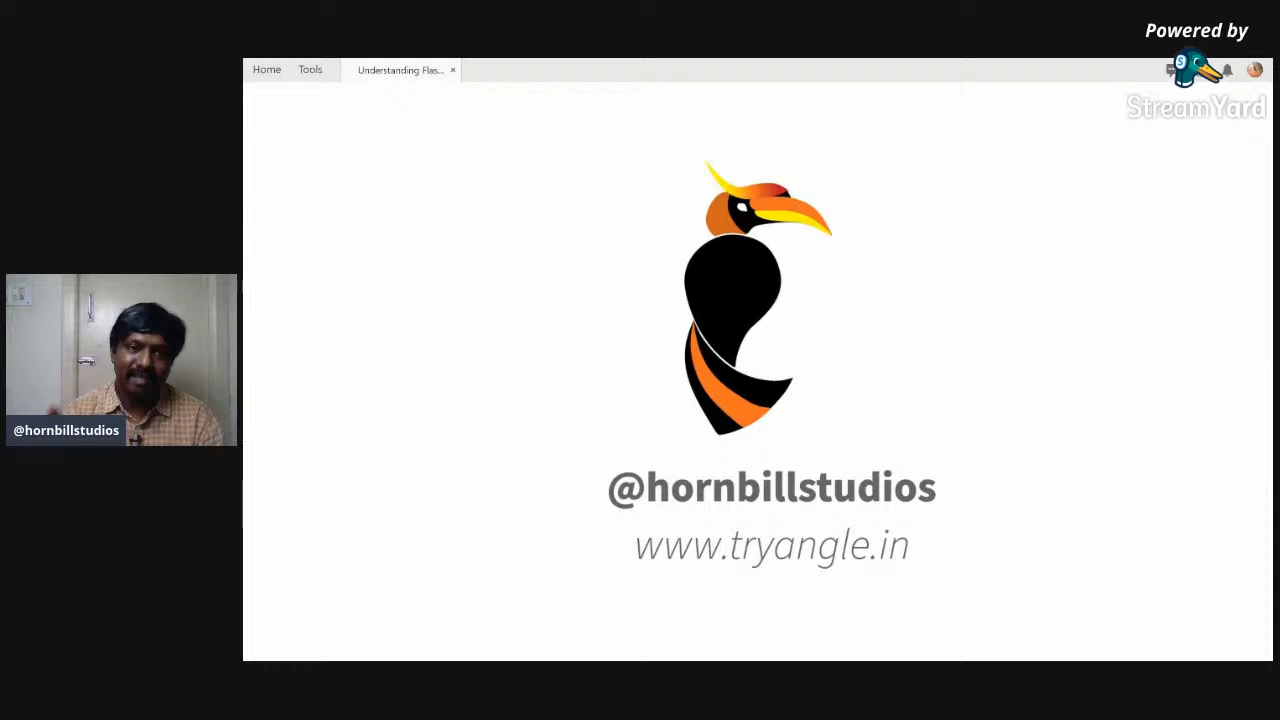 Powered by
StreamYard
Home Tools Understanding Flas... ×
@hornbillstudios
www.tryangle.in
@hornbillstudios